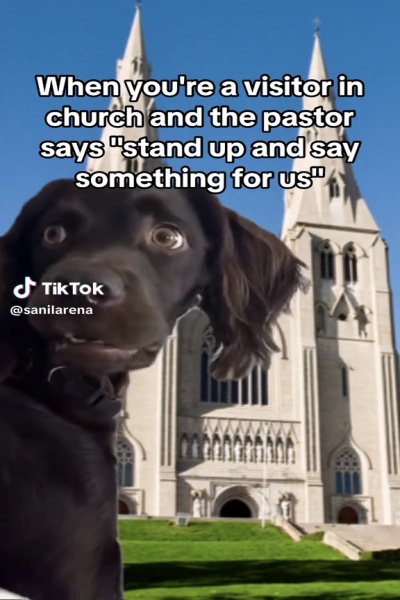 When you're a visitor in
church and the pastor
says "stand up and say
something for us"
TikTok
@sanilarena